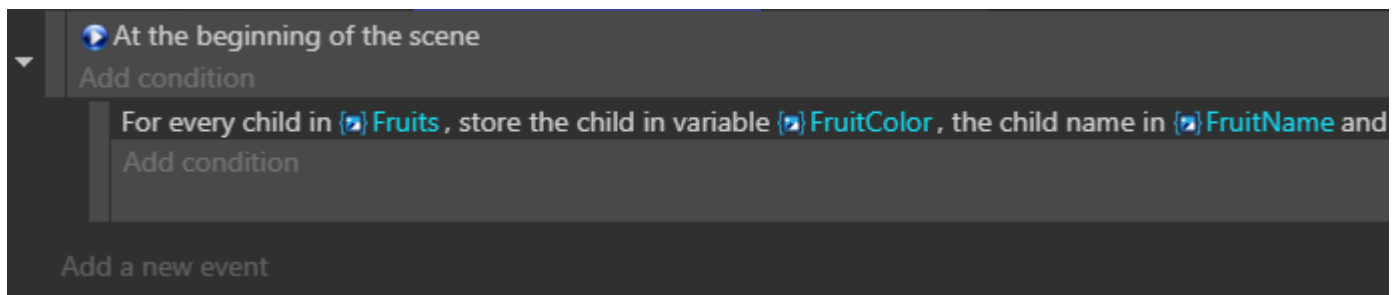 At the beginning of the scene
Add condition
For every child in Fruits, store the child in variable FruitColor, the child name in FruitName and
Add condition
Add a new event